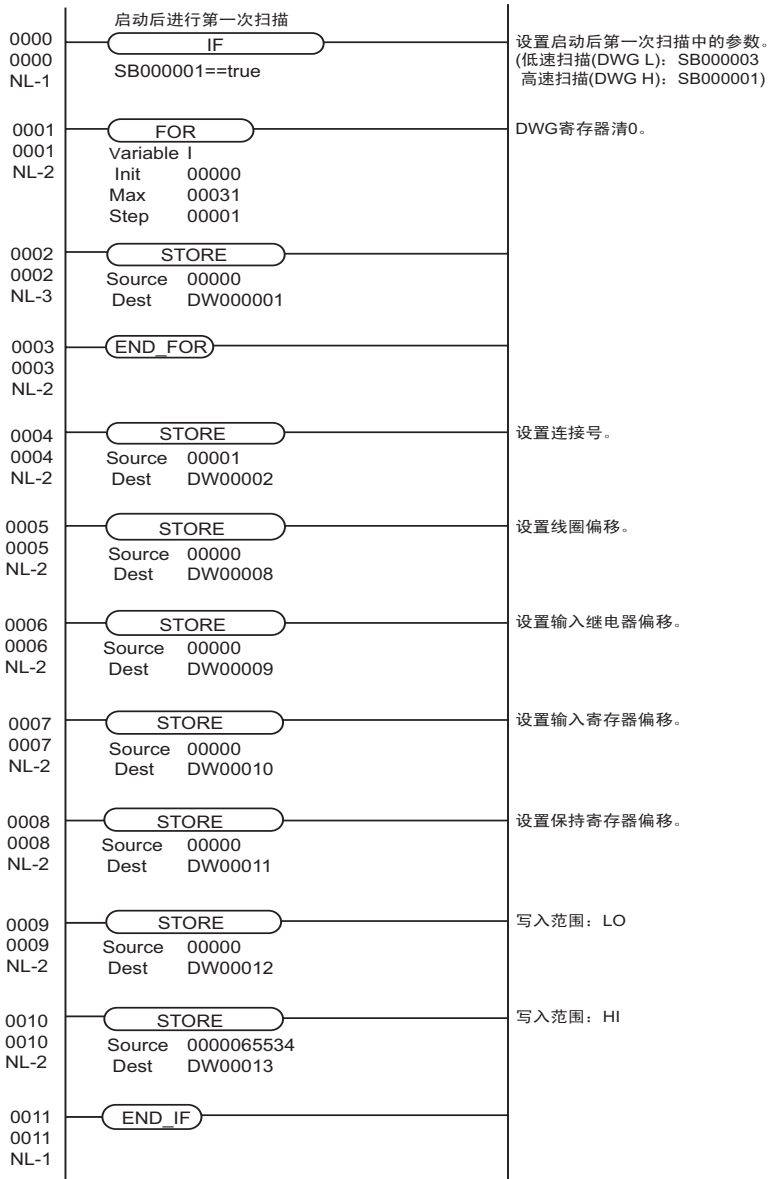 启动后进行第一次扫描
0000
0000
NL-1
IF
SB000001==true
设置启动后第一次扫描中的参数。
(低速扫描(DWG L)：SB000003
高速扫描(DWG H)：SB000001)
0001
0001
NL-2
FOR
Variable I
Init 00000
Max 00031
Step 00001
DWG寄存器清0。
0002
0002
NL-3
STORE
Source 00000
Dest DW000001
0003
0003
NL-2
END_FOR
0004
0004
NL-2
STORE
Source 00001
Dest DW00002
设置连接号。
0005
0005
NL-2
STORE
Source 00000
Dest DW00008
设置线圈偏移。
0006
0006
NL-2
STORE
Source 00000
Dest DW00009
设置输入继电器偏移。
0007
0007
NL-2
STORE
Source 00000
Dest DW00010
设置输入寄存器偏移。
0008
0008
NL-2
STORE
Source 00000
Dest DW00011
设置保持寄存器偏移。
0009
0009
NL-2
STORE
Source 00000
Dest DW00012
写入范围：LO
0010
0010
NL-2
STORE
Source 0000065534
Dest DW00013
写入范围：HI
0011
0011
NL-1
END_IF